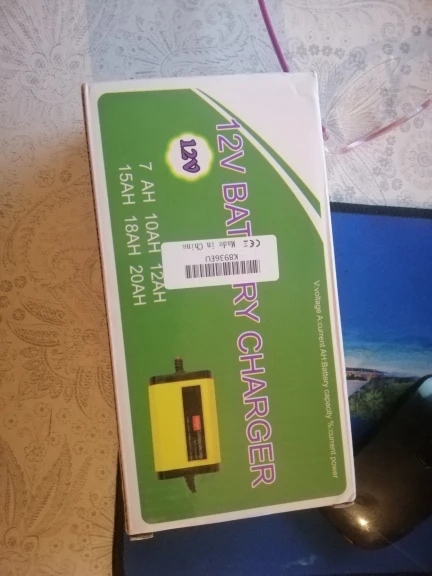 12V BATTERY CHARGER
12V
7 AH 10AH 12AH
15AH 18AH 20AH
CE Made in China
K8936EU
V:voltage A:current AH:Battery capacity %:current power